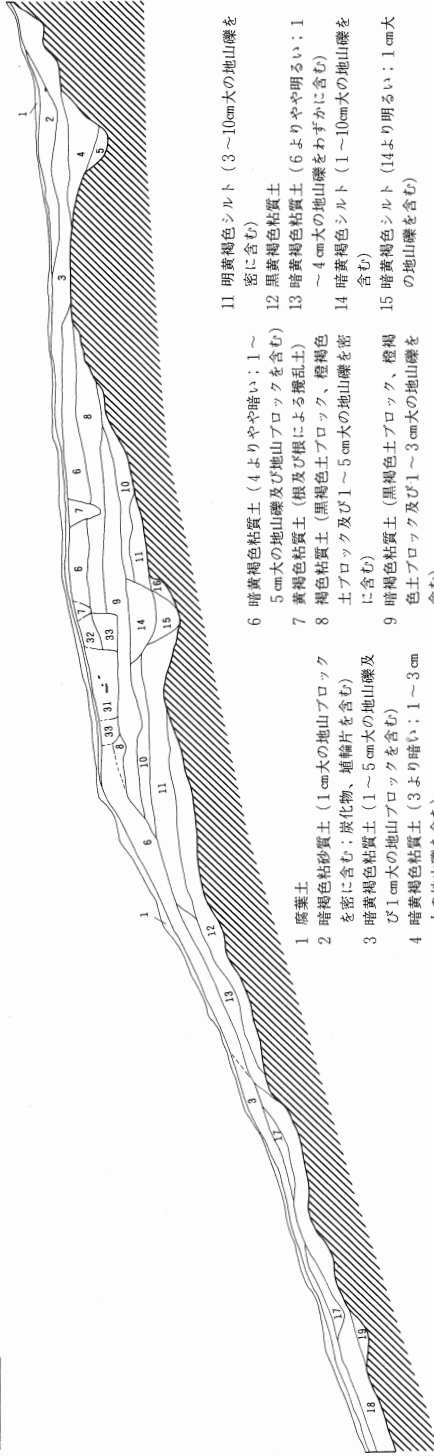 1 腐葉土
2 暗褐色粘砂質土（1cm大の地山ブロック
を密に含む；炭化物、埴輪片を含む）
3 暗黄褐色粘質土（1～5cm大の地山礫及
び1cm大の地山ブロックを含む）
4 暗黄褐色粘質土（3より暗い；1～3cm
6 暗黄褐色粘質土（4よりやや暗い；1～
5cm大の地山礫及び地山ブロックを含む）
7 黄褐色粘質土（根及び根による攪乱土）
8 褐色粘質土（黒褐色土ブロック、橙褐色
土ブロック及び1～5cm大の地山礫を密
に含む）
9 暗褐色粘質土（黒褐色土ブロック、橙褐
色土ブロック及び1～3cm大の地山礫を
11 明黄褐色シルト（3～10cm大の地山礫を
密に含む）
12 黒黄褐色粘質土
13 暗黄褐色粘質土（6よりやや明るい；1
～4cm大の地山礫をわずかに含む）
14 暗黄褐色シルト（1～10cm大の地山礫を
含む）
15 暗黄褐色シルト（14より明るい；1cm大
の地山礫を含む）
1
2
3
4
5
6
8
7
6
10
11
9
16
14
15
7
32
33
31
33
8
10
11
6
1
12
13
3
17
17
19
18